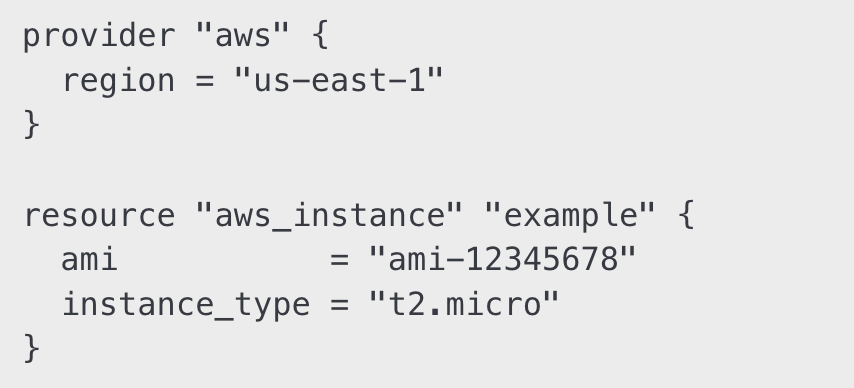 provider "aws" {
  region = "us-east-1"
}

resource "aws_instance" "example" {
  ami           = "ami-12345678"
  instance_type = "t2.micro"
}